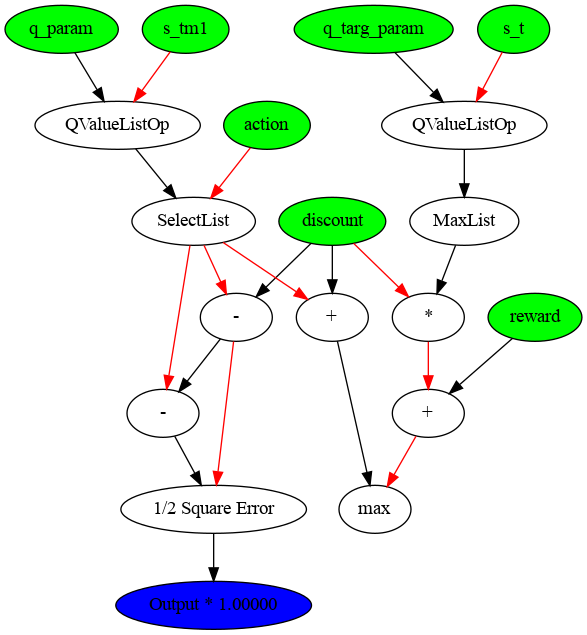 q_param
s_tm1
q_targ_param
s_t
QValueListOp
action
QValueListOp
SelectList
discount
MaxList
-
+
*
reward
-
+
1/2 Square Error
max
Output * 1.00000